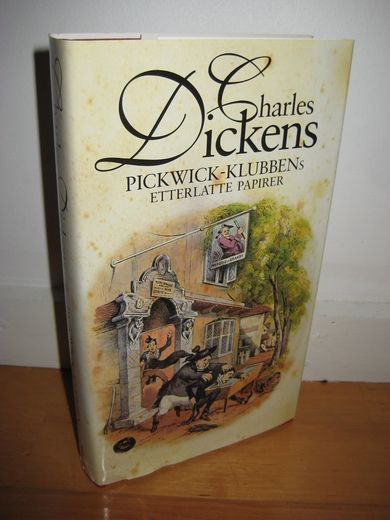 Charles
Dickens
PICKWICK-KLUBBENs
ETTERLATTE PAPIRER